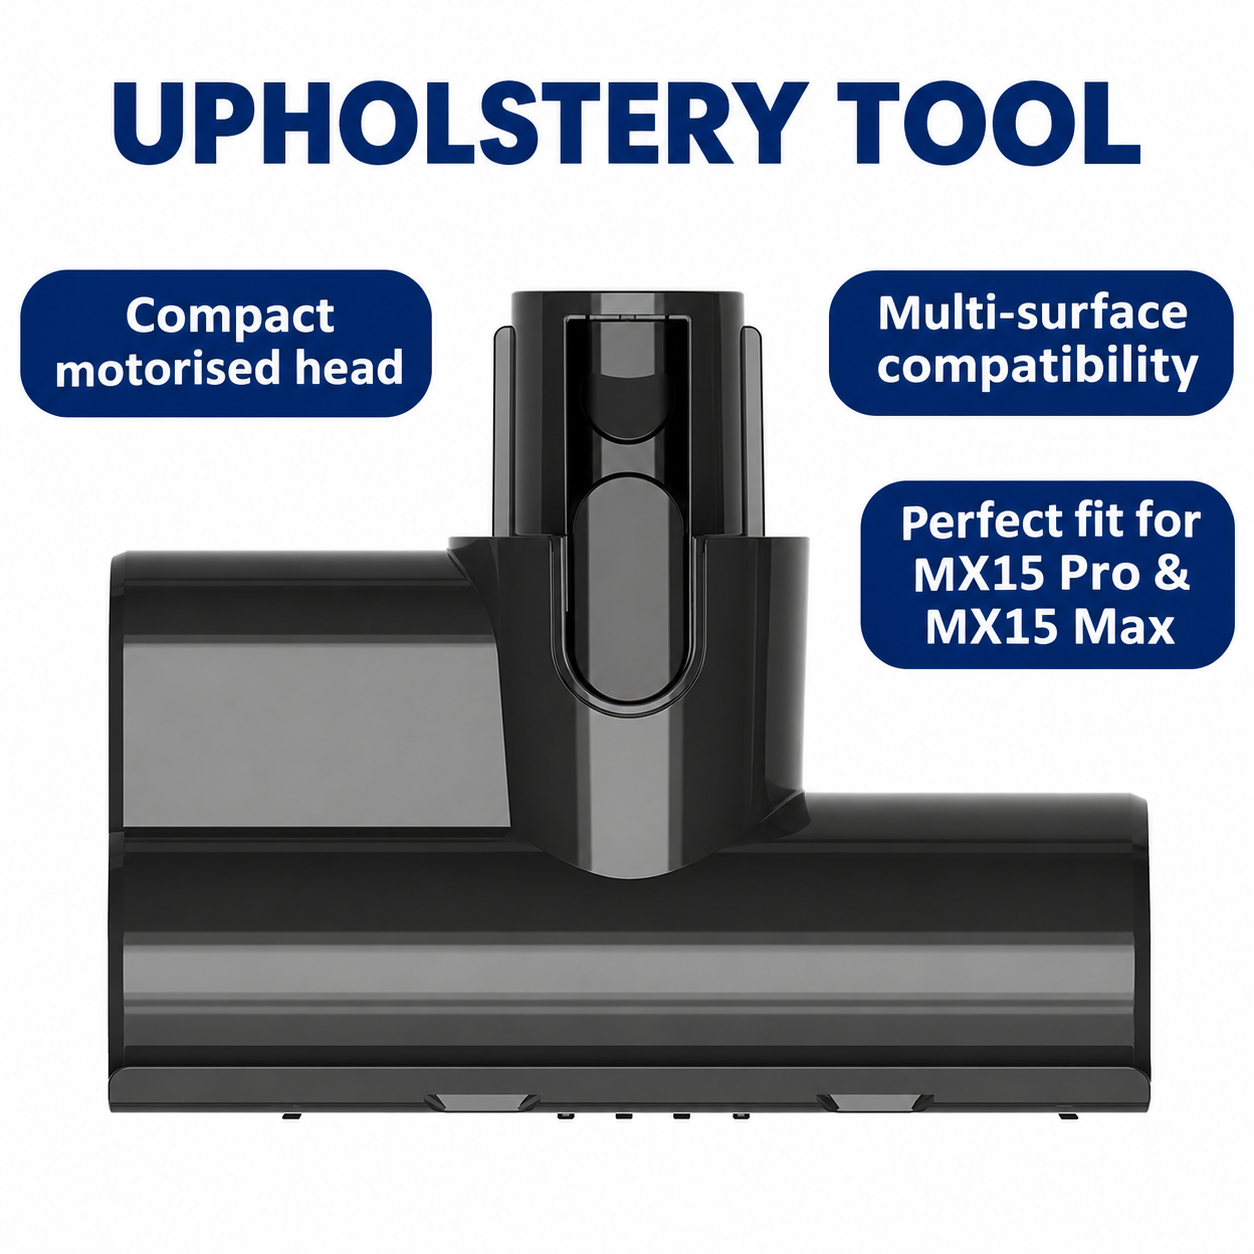 UPHOLSTERY TOOL
Compact
motorised head
Multi-surface
compatibility
Perfect fit for
MX15 Pro &
MX15 Max